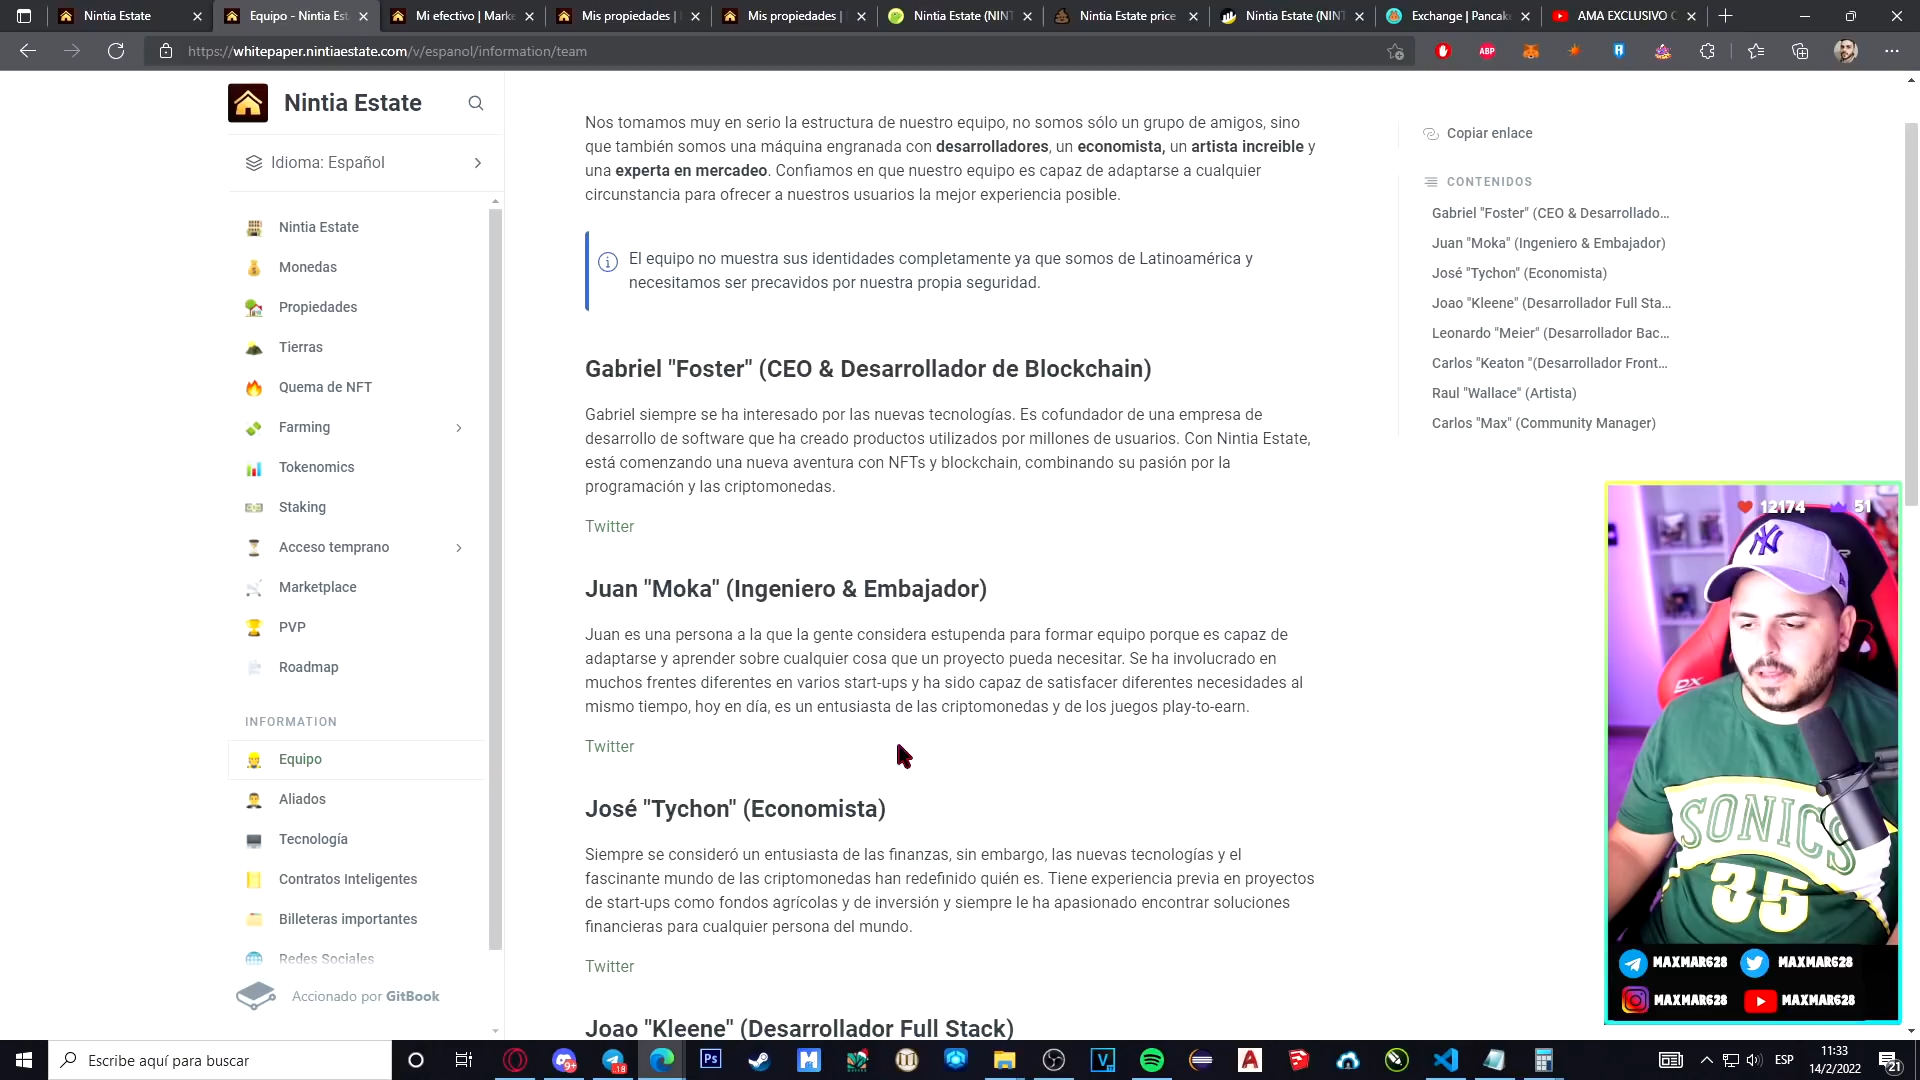 Nintia Estate
Equipo - Nintia Est
Mi efectivo | Marke
Mis propiedades |
Mis propiedades |
Nintia Estate (NINT
Nintia Estate price
Nintia Estate (NINT
Exchange | Pancak
AMA EXCLUSIVO C
https://whitepaper.nintiaestate.com/v/espanol/information/team
ABP
Nintia Estate
Idioma: Español
Nintia Estate
Monedas
Propiedades
Tierras
Quema de NFT
Farming
Tokenomics
Staking
Acceso temprano
Marketplace
PVP
Roadmap
INFORMATION
Equipo
Aliados
Tecnología
Contratos Inteligentes
Billeteras importantes
Redes Sociales
Accionado por GitBook
Nos tomamos muy en serio la estructura de nuestro equipo, no somos sólo un grupo de amigos, sino
que también somos una máquina engranada con desarrolladores, un economista, un artista increible y
una experta en mercadeo. Confiamos en que nuestro equipo es capaz de adaptarse a cualquier
circunstancia para ofrecer a nuestros usuarios la mejor experiencia posible.
El equipo no muestra sus identidades completamente ya que somos de Latinoamérica y
necesitamos ser precavidos por nuestra propia seguridad.
Gabriel "Foster" (CEO & Desarrollador de Blockchain)
Gabriel siempre se ha interesado por las nuevas tecnologías. Es cofundador de una empresa de
desarrollo de software que ha creado productos utilizados por millones de usuarios. Con Nintia Estate,
está comenzando una nueva aventura con NFTs y blockchain, combinando su pasión por la
programación y las criptomonedas.
Twitter
Juan "Moka" (Ingeniero & Embajador)
Juan es una persona a la que la gente considera estupenda para formar equipo porque es capaz de
adaptarse y aprender sobre cualquier cosa que un proyecto pueda necesitar. Se ha involucrado en
muchos frentes diferentes en varios start-ups y ha sido capaz de satisfacer diferentes necesidades al
mismo tiempo, hoy en día, es un entusiasta de las criptomonedas y de los juegos play-to-earn.
Twitter
José "Tychon" (Economista)
Siempre se consideró un entusiasta de las finanzas, sin embargo, las nuevas tecnologías y el
fascinante mundo de las criptomonedas han redefinido quién es. Tiene experiencia previa en proyectos
de start-ups como fondos agrícolas y de inversión y siempre le ha apasionado encontrar soluciones
financieras para cualquier persona del mundo.
Twitter
Joao "Kleene" (Desarrollador Full Stack)
Copiar enlace
CONTENIDOS
Gabriel "Foster" (CEO & Desarrollado...
Juan "Moka" (Ingeniero & Embajador)
José "Tychon" (Economista)
Joao "Kleene" (Desarrollador Full Sta...
Leonardo "Meier" (Desarrollador Bac...
Carlos "Keaton "(Desarrollador Front...
Raul "Wallace" (Artista)
Carlos "Max" (Community Manager)
12174
51
NY
DX
SONICS
35
MAXMAR628
MAXMAR628
MAXMAR628
MAXMAR628
Escribe aquí para buscar
9+
18
Ps
ESP
11:33
14/2/2022
21